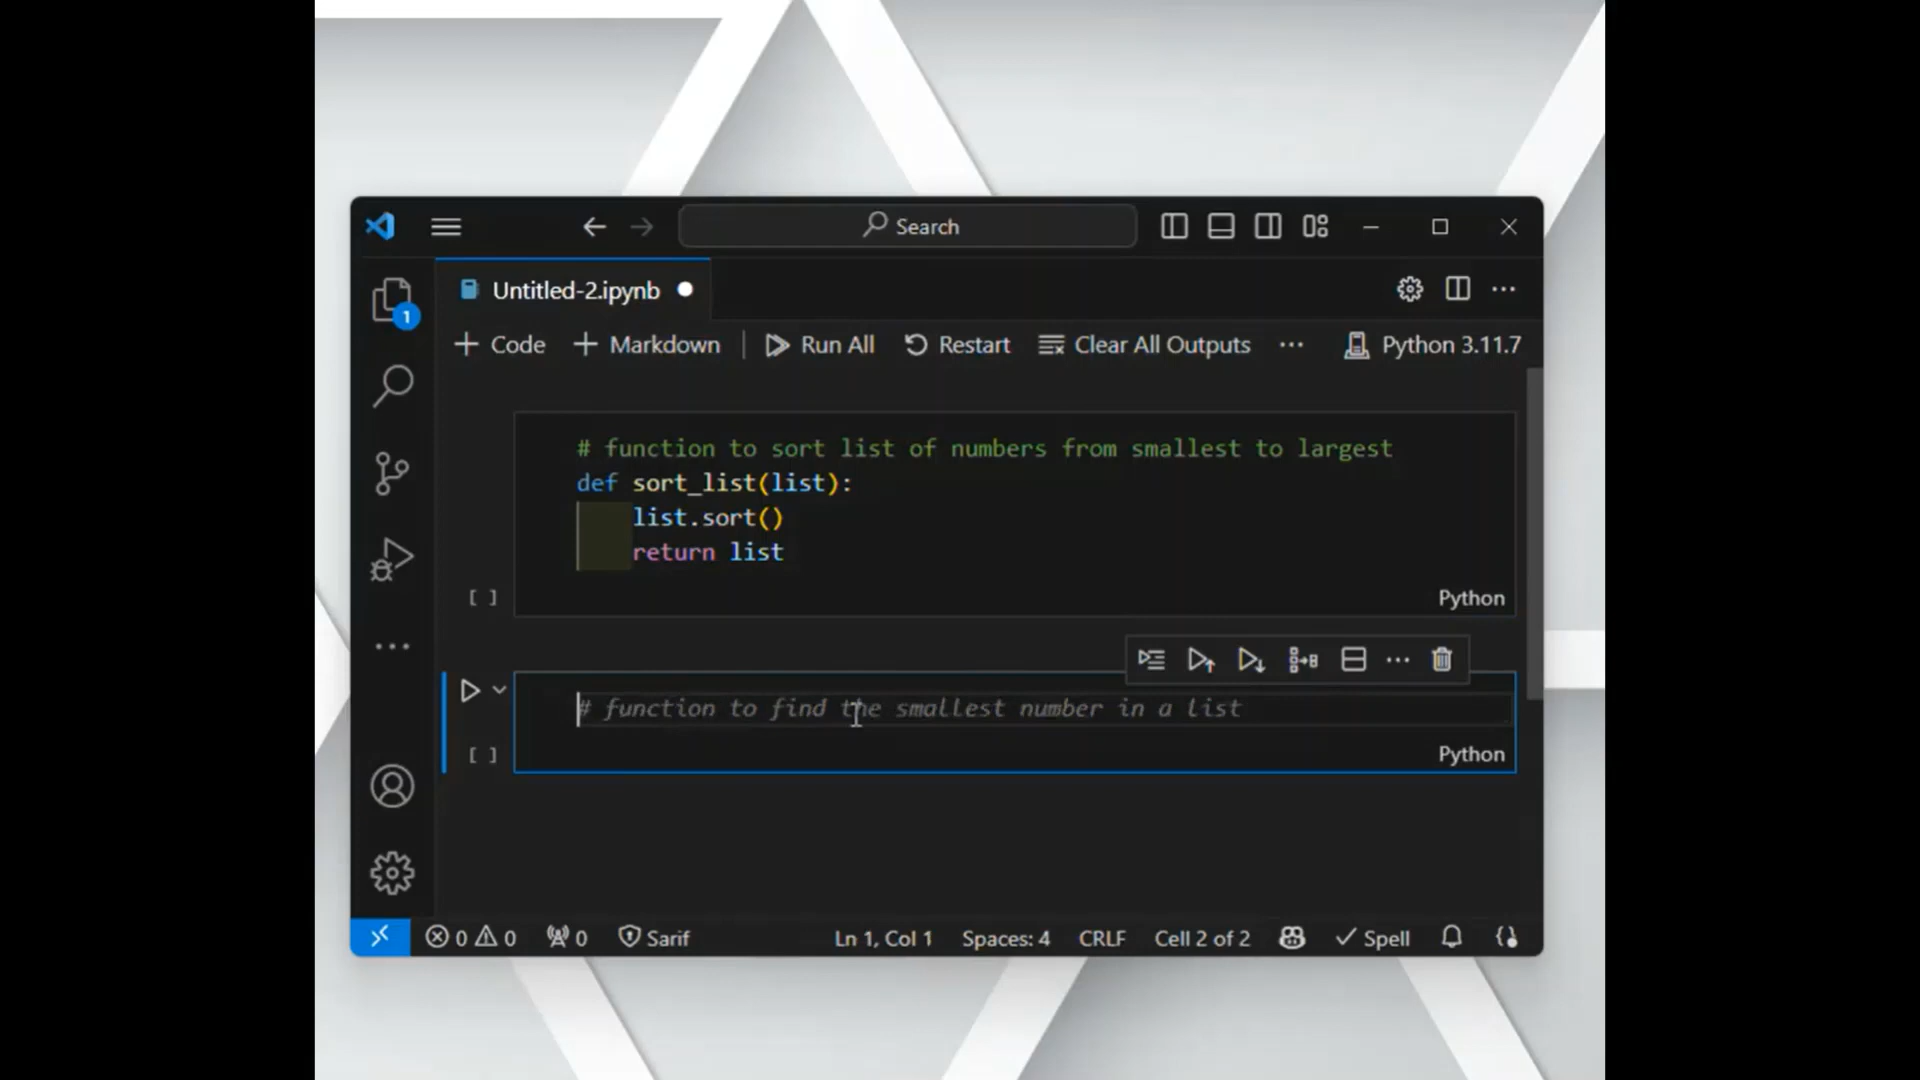 Search
1
Untitled-2.ipynb
Code Markdown Run All Restart Clear All Outputs ... Python 3.11.7
# function to sort list of numbers from smallest to largest
def sort_list(list):
list.sort()
return list
[ ] Python
# function to find the smallest number in a list
[ ] Python
0 0 0 Sarif Ln 1, Col 1 Spaces: 4 CRLF Cell 2 of 2 Spell